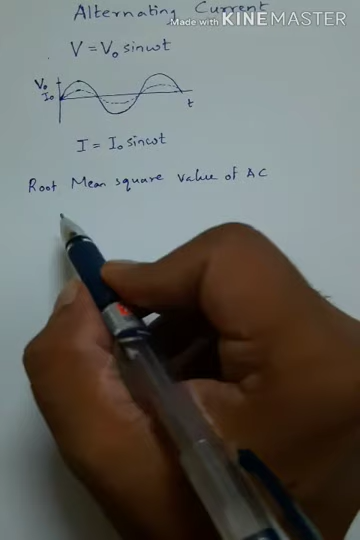 Alternating Current
Made with KINEMASTER
V = V₀ sinωt
V₀
I₀
t
I = I₀ sinωt
Root Mean square value of AC